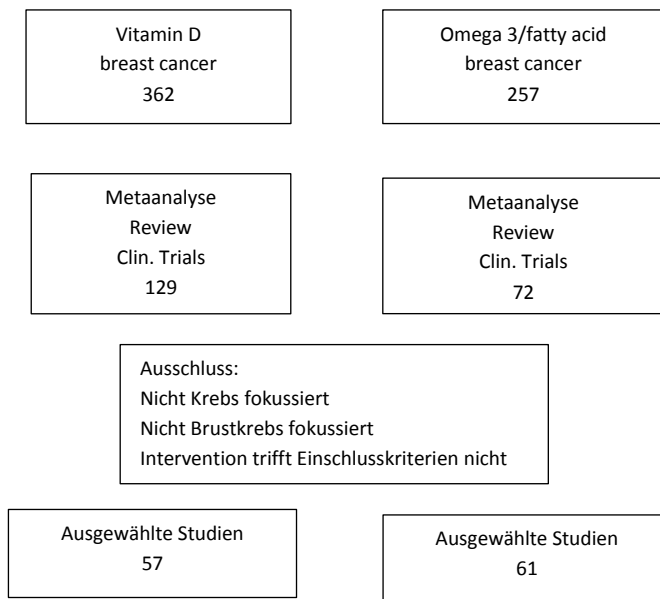 Vitamin D
breast cancer
362
Omega 3/fatty acid
breast cancer
257
Metaanalyse
Review
Clin. Trials
129
Metaanalyse
Review
Clin. Trials
72
Ausschluss:
Nicht Krebs fokussiert
Nicht Brustkrebs fokussiert
Intervention trifft Einschlusskriterien nicht
Ausgewählte Studien
57
Ausgewählte Studien
61